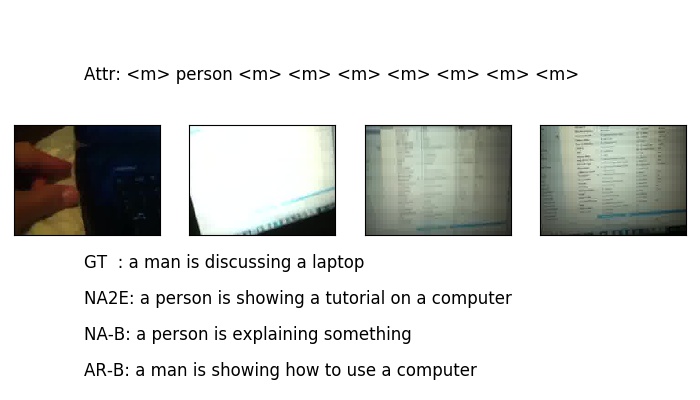 Attr: <m> person <m> <m> <m> <m> <m> <m> <m>
GT : a man is discussing a laptop
NA2E: a person is showing a tutorial on a computer
NA-B: a person is explaining something
AR-B: a man is showing how to use a computer